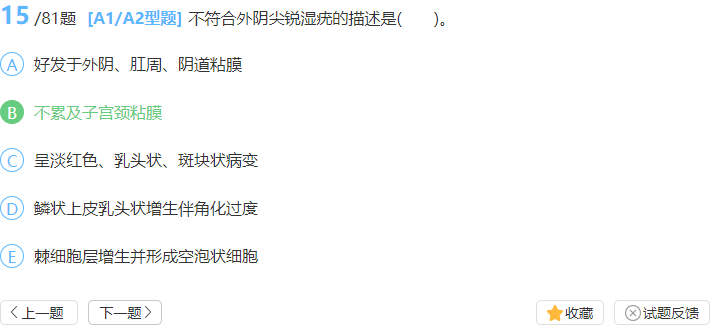 15/81题 [A1/A2型题] 不符合外阴尖锐湿疣的描述是( )。
A 好发于外阴、肛周、阴道粘膜
B 不累及子宫颈粘膜
C 呈淡红色、乳头状、斑块状病变
D 鳞状上皮乳头状增生伴角化过度
E 棘细胞层增生并形成空泡状细胞
上一题 下一题 收藏 试题反馈